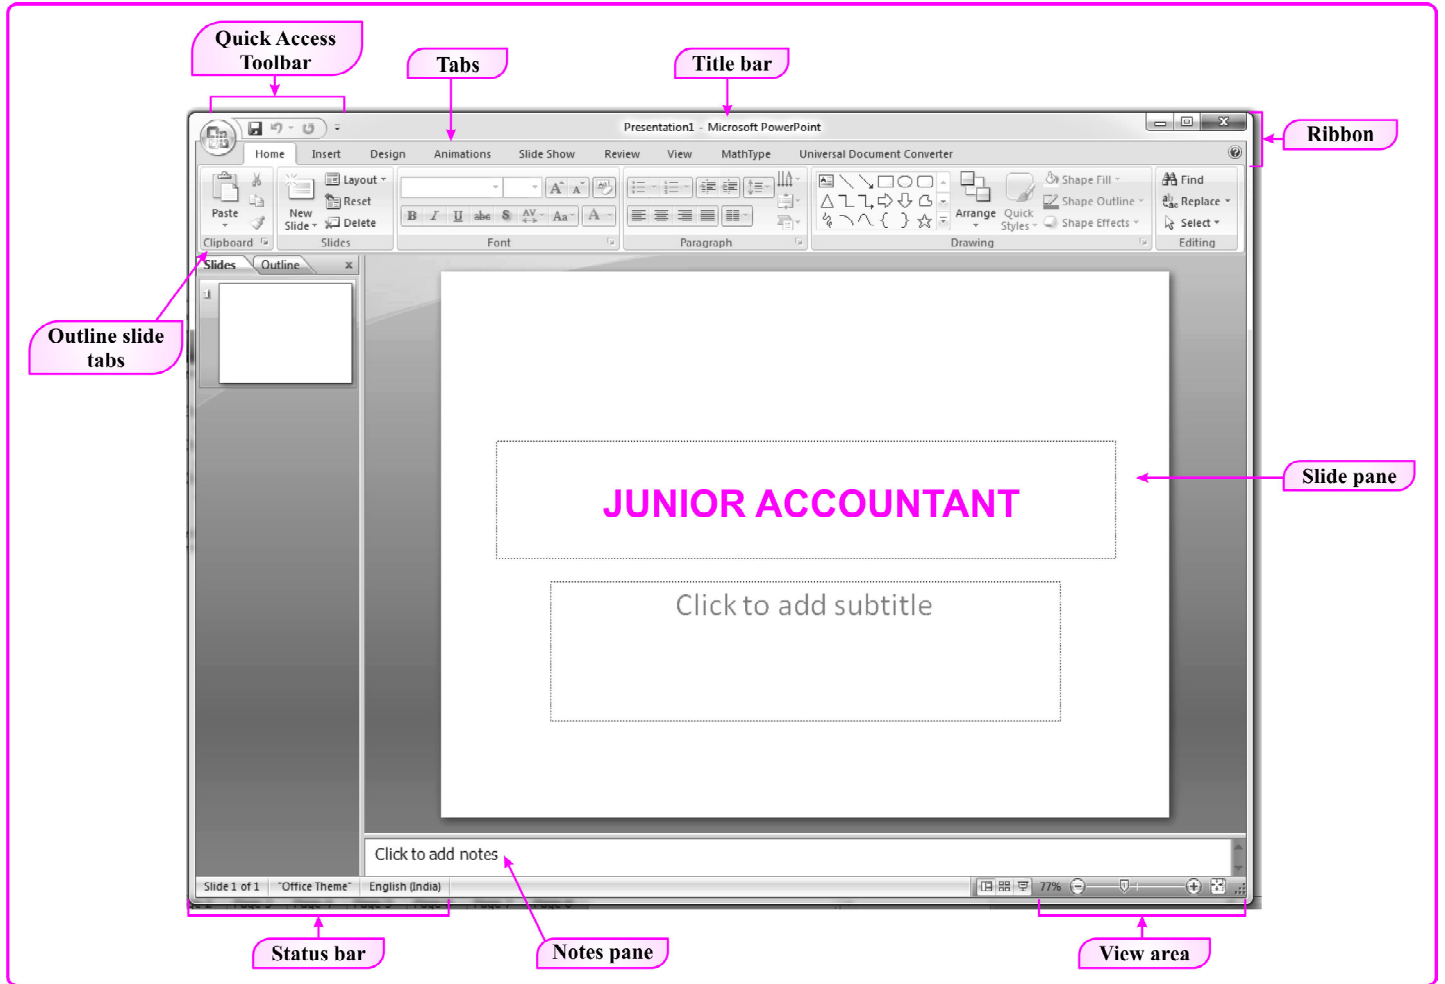 Quick Access
Toolbar
Tabs
Title bar
Ribbon
Presentation1 - Microsoft PowerPoint
Home Insert Design Animations Slide Show Review View MathType Universal Document Converter
Paste
Clipboard
New
Slide
Layout
Reset
Delete
Slides
B I U abc S AV Aa A
Font
Paragraph
Arrange
Quick
Styles
Shape Fill
Shape Outline
Shape Effects
Drawing
Find
Replace
Select
Editing
Slides Outline x
1
Outline slide
tabs
JUNIOR ACCOUNTANT
Slide pane
Click to add subtitle
Click to add notes
Slide 1 of 1 "Office Theme" English (India) 77%
Status bar
Notes pane
View area